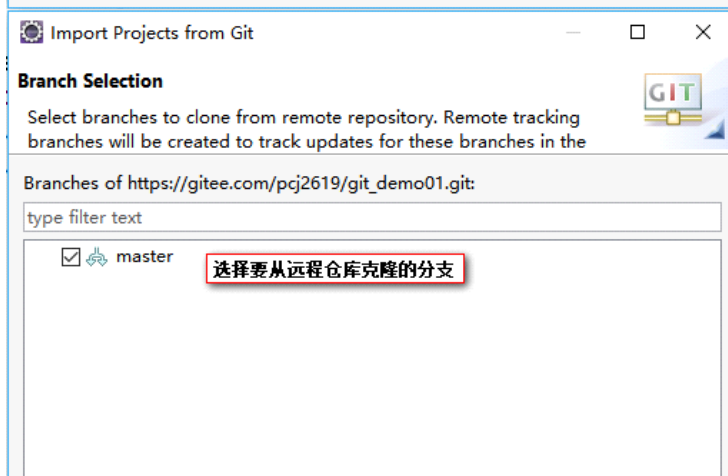 Import Projects from Git
Branch Selection
GIT
Select branches to clone from remote repository. Remote tracking
branches will be created to track updates for these branches in the
Branches of https://gitee.com/pcj2619/git_demo01.git:
type filter text
master
选择要从远程仓库克隆的分支